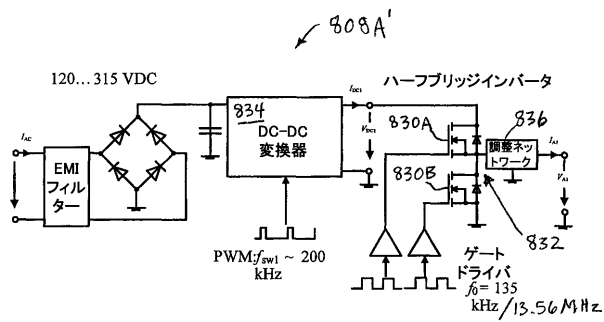 808A'
120...315 VDC
ハーフブリッジインバータ
I_AC
EMI
フィル
ター
834
DC-DC
変換器
I_DC1
V_DC1
830A
830B
836
調整ネッ
トワーク
I_A1
V_A1
832
PWM:f_sw1 ~ 200
kHz
ゲート
ドライバ
f_0= 135
kHz/13.56MHz